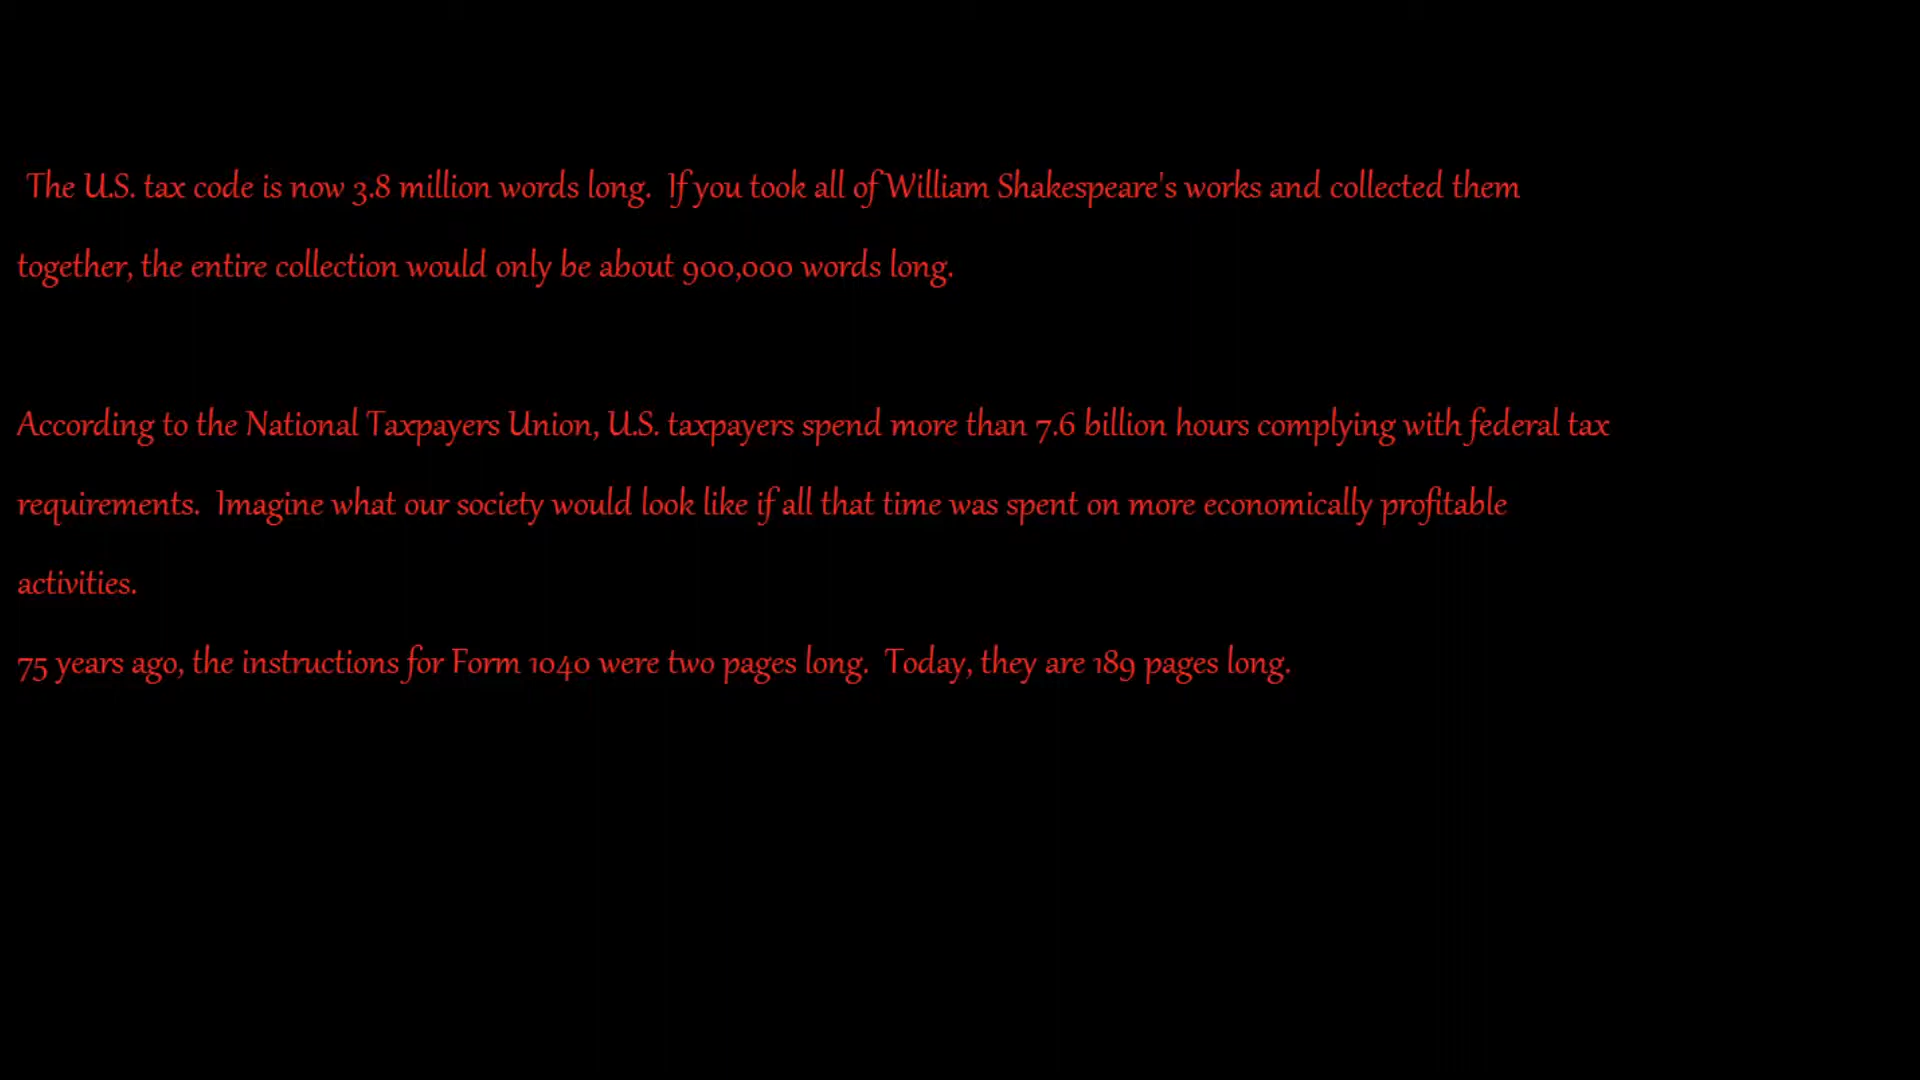 The U.S. tax code is now 3.8 million words long.  If you took all of William Shakespeare's works and collected them
together, the entire collection would only be about 900,000 words long.
According to the National Taxpayers Union, U.S. taxpayers spend more than 7.6 billion hours complying with federal tax
requirements.  Imagine what our society would look like if all that time was spent on more economically profitable
activities.
75 years ago, the instructions for Form 1040 were two pages long.  Today, they are 189 pages long.